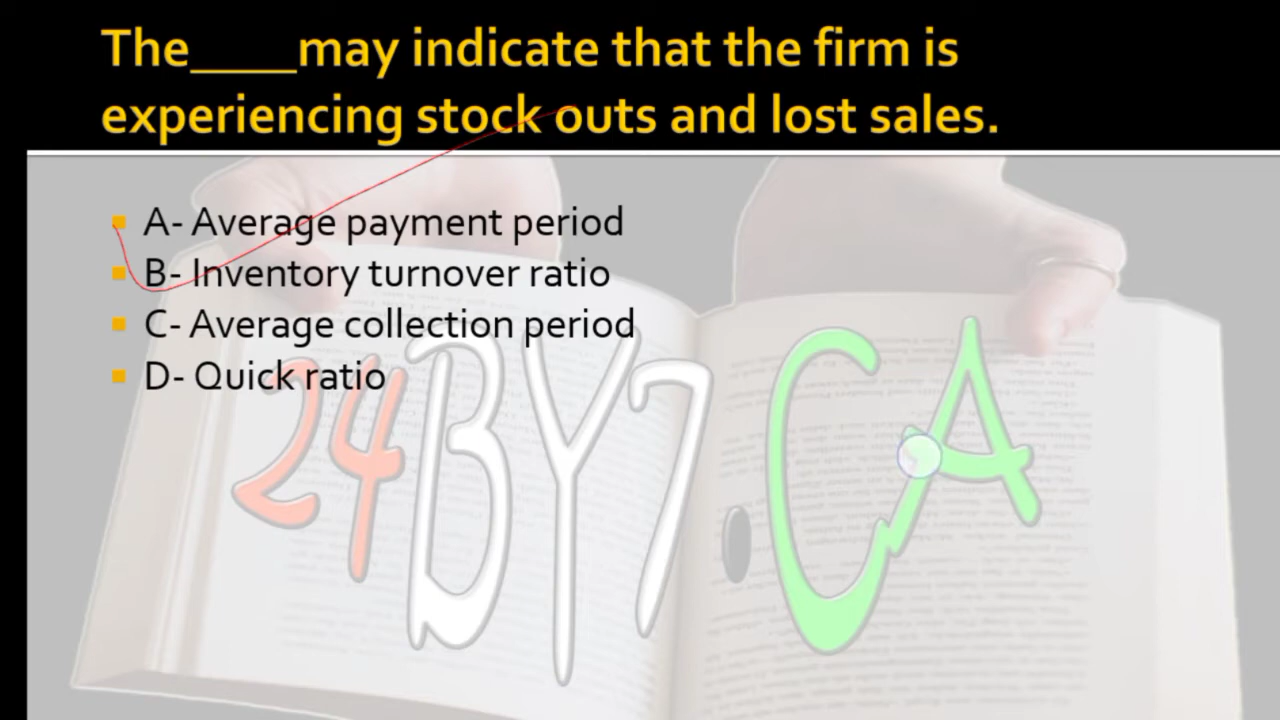 The____may indicate that the firm is
experiencing stock outs and lost sales.
A- Average payment period
B- Inventory turnover ratio
C- Average collection period
D- Quick ratio
24BY7.CA